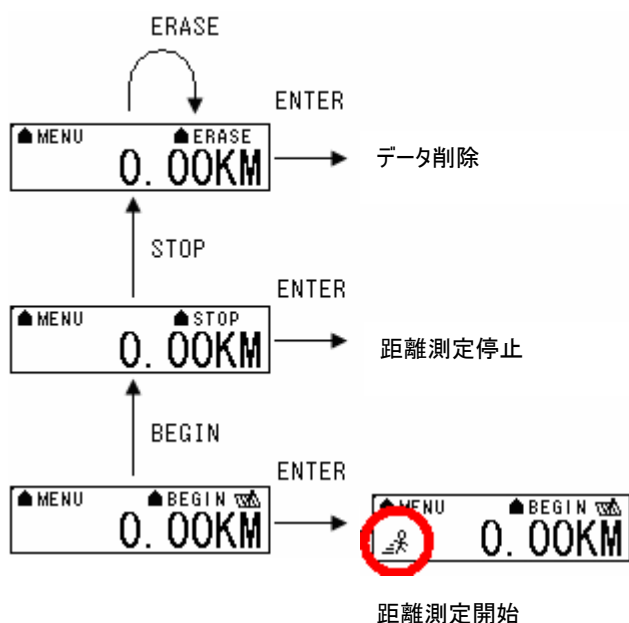 ERASE
ENTER
MENU ERASE
0.00KM
データ削除
STOP
ENTER
MENU STOP
0.00KM
距離測定停止
BEGIN
ENTER
MENU BEGIN
0.00KM
MENU BEGIN
0.00KM
距離測定開始